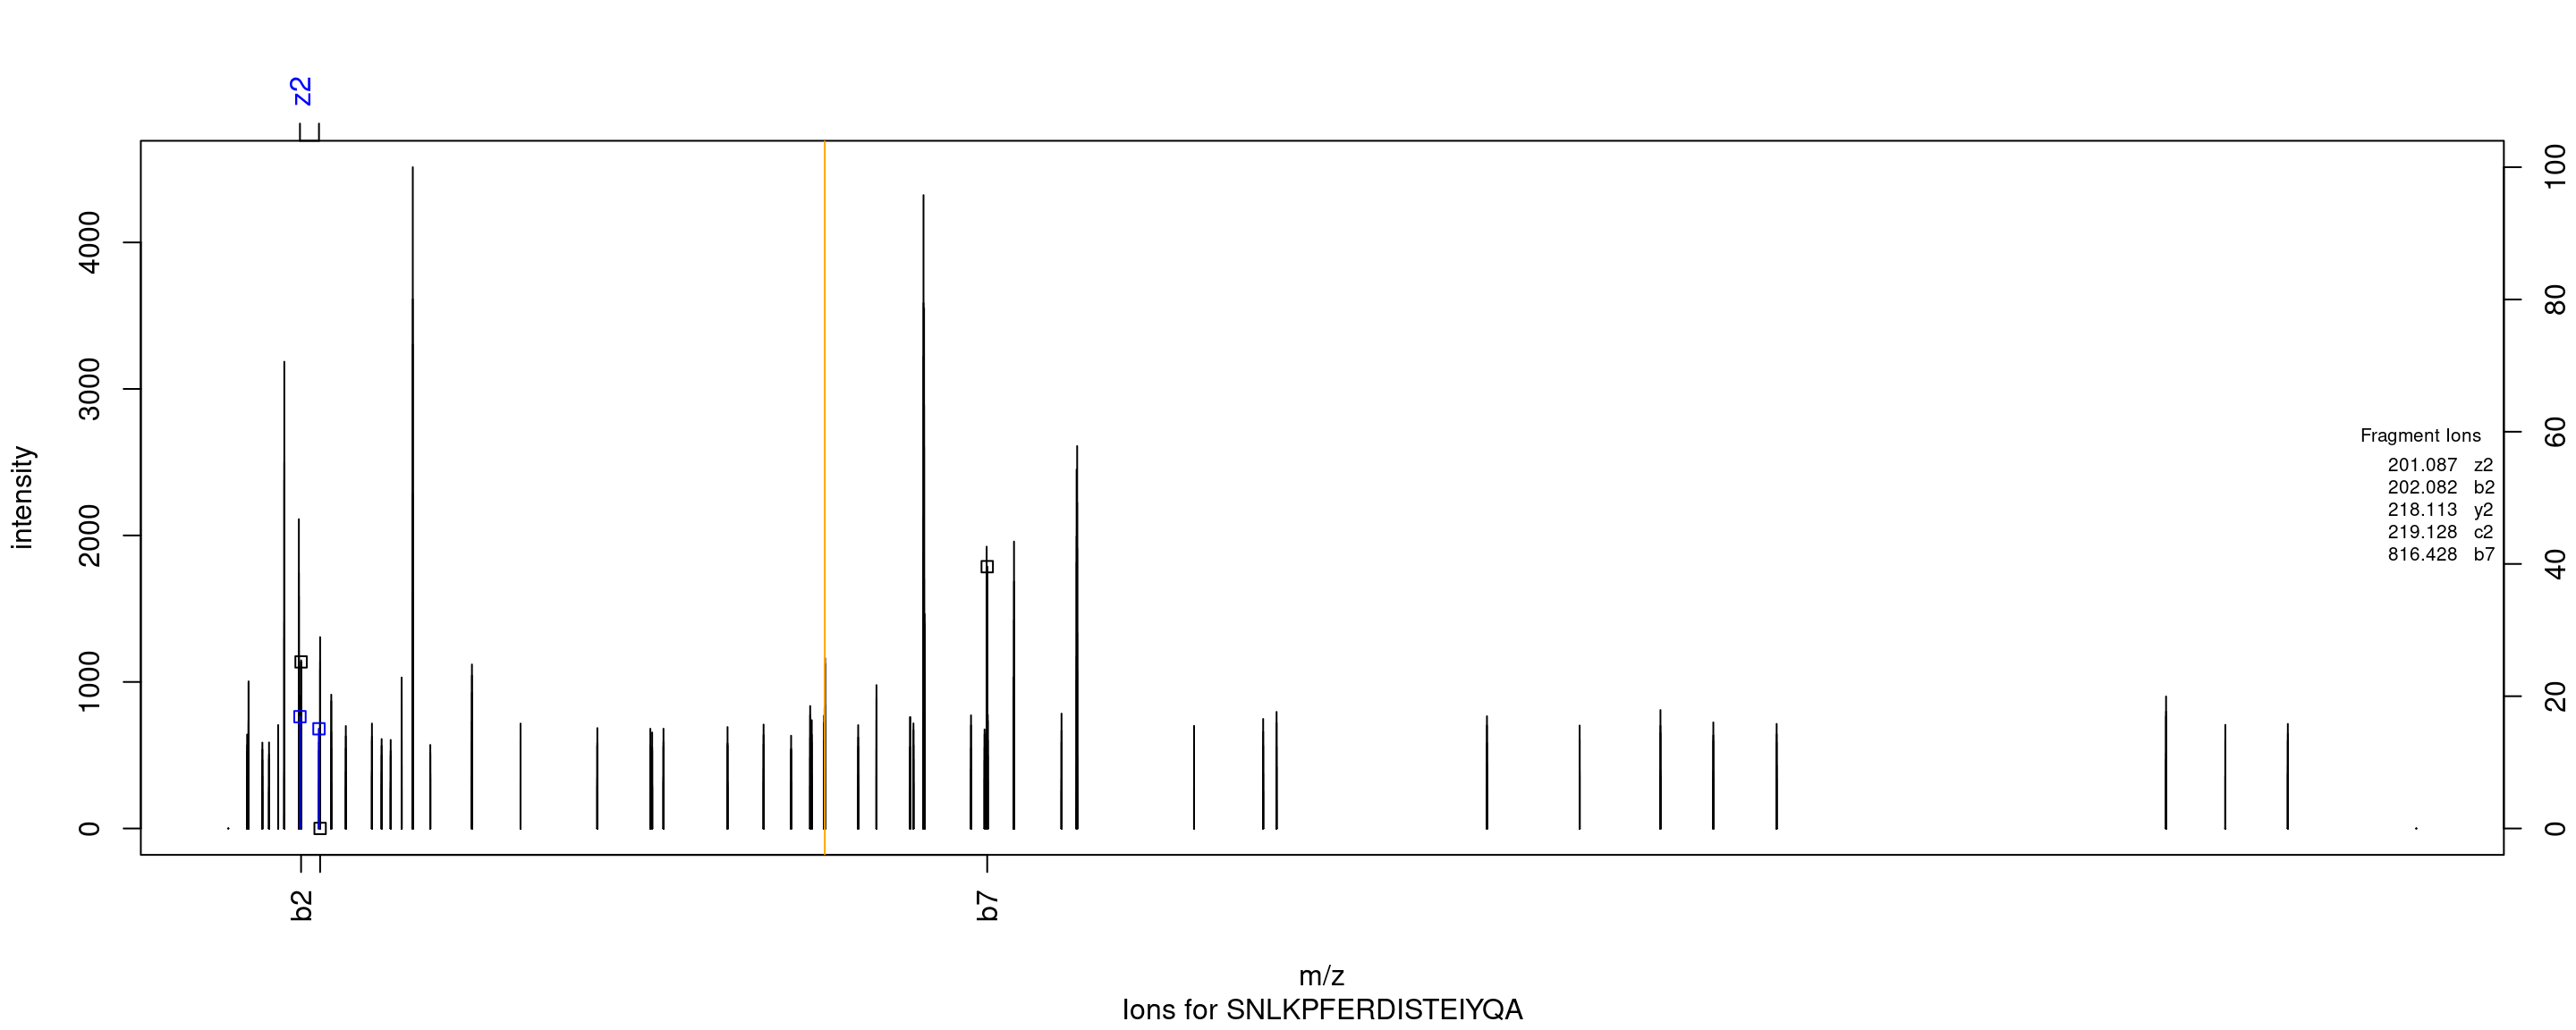 z2
intensity
0
1000
2000
3000
4000
0
20
40
60
80
100
Fragment Ions
201.087 z2
202.082 b2
218.113 y2
219.128 c2
816.428 b7
b2
b7
m/z
Ions for SNLKPFERDISTEIYQA